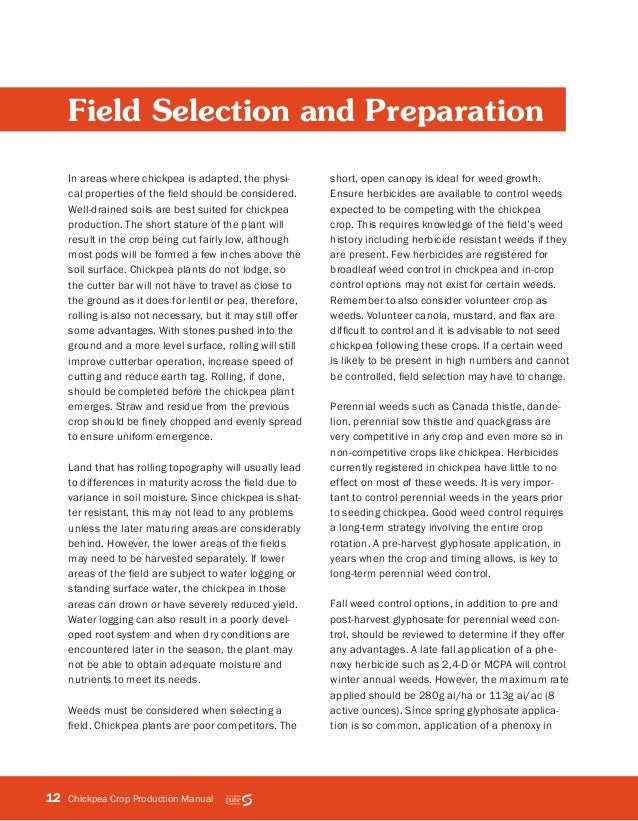 Field Selection and Preparation
In areas where chickpea is adapted, the physi-
cal properties of the field should be considered.
Well-drained soils are best suited for chickpea
production. The short stature of the plant will
result in the crop being cut fairly low, although
most pods will be formed a few inches above the
soil surface. Chickpea plants do not lodge, so
the cutter bar will not have to travel as close to
the ground as it does for lentil or pea, therefore,
rolling is also not necessary, but it may still offer
some advantages. With stones pushed into the
ground and a more level surface, rolling will still
improve cutterbar operation, increase speed of
cutting and reduce earth tag. Rolling, if done,
should be completed before the chickpea plant
emerges. Straw and residue from the previous
crop should be finely chopped and evenly spread
to ensure uniform emergence.
Land that has rolling topography will usually lead
to differences in maturity across the field due to
variance in soil moisture. Since chickpea is shat-
ter resistant, this may not lead to any problems
unless the later maturing areas are considerably
behind. However, the lower areas of the fields
may need to be harvested separately. If lower
areas of the field are subject to water logging or
standing surface water, the chickpea in those
areas can drown or have severely reduced yield.
Water logging can also result in a poorly devel-
oped root system and when dry conditions are
encountered later in the season, the plant may
not be able to obtain adequate moisture and
nutrients to meet its needs.
Weeds must be considered when selecting a
field. Chickpea plants are poor competitors. The
short, open canopy is ideal for weed growth.
Ensure herbicides are available to control weeds
expected to be competing with the chickpea
crop. This requires knowledge of the field's weed
history including herbicide resistant weeds if they
are present. Few herbicides are registered for
broadleaf weed control in chickpea and in-crop
control options may not exist for certain weeds.
Remember to also consider volunteer crop as
weeds. Volunteer canola, mustard, and flax are
difficult to control and it is advisable to not seed
chickpea following these crops. If a certain weed
is likely to be present in high numbers and cannot
be controlled, field selection may have to change.
Perennial weeds such as Canada thistle, dande-
lion, perennial sow thistle and quackgrass are
very competitive in any crop and even more so in
non-competitive crops like chickpea. Herbicides
currently registered in chickpea have little to no
effect on most of these weeds. It is very impor-
tant to control perennial weeds in the years prior
to seeding chickpea. Good weed control requires
a long-term strategy involving the entire crop
rotation. A pre-harvest glyphosate application, in
years when the crop and timing allows, is key to
long-term perennial weed control.
Fall weed control options, in addition to pre and
post-harvest glyphosate for perennial weed con-
trol, should be reviewed to determine if they offer
any advantages. A late fall application of a phe-
noxy herbicide such as 2,4-D or MCPA will control
winter annual weeds. However, the maximum rate
applied should be 280g ai/ha or 113g ai/ac (8
active ounces). Since spring glyphosate applica-
tion is so common, application of a phenoxy in
12 Chickpea Crop Production Manual pulse